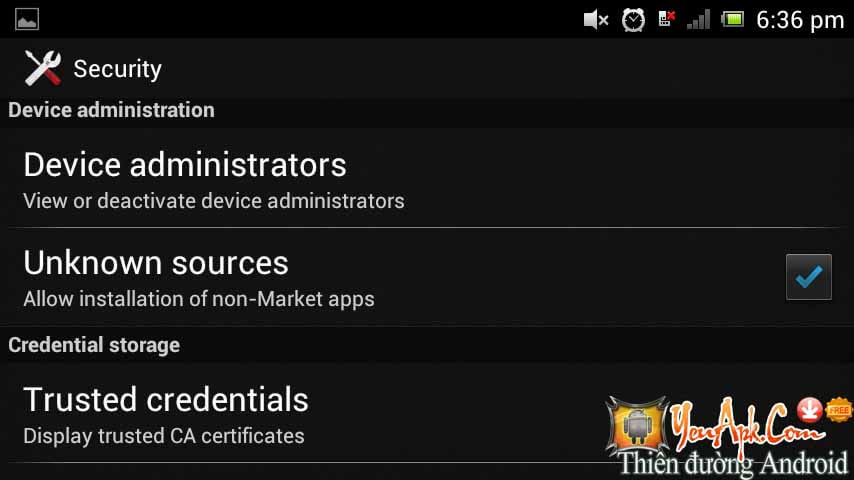 6:36 pm
Security
Device administration
Device administrators
View or deactivate device administrators
Unknown sources
Allow installation of non-Market apps
Credential storage
Trusted credentials
Display trusted CA certificates
YeuApk.Com
FREE
Thiên đường Android